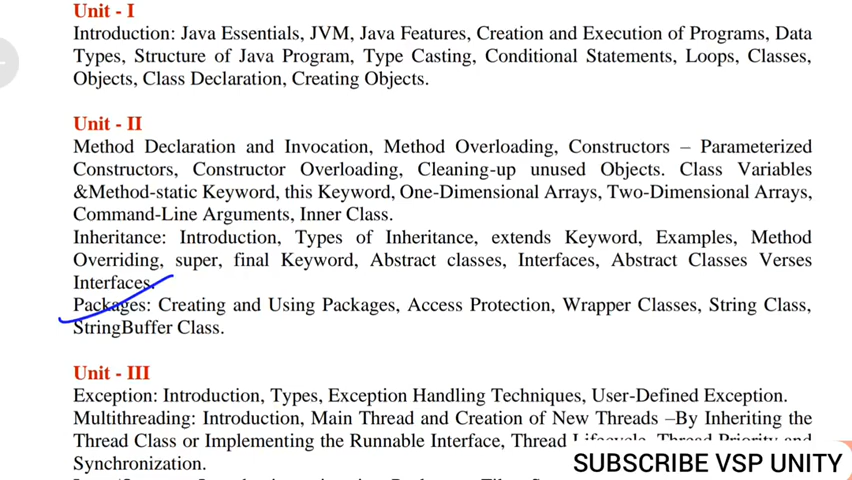 Unit - I
Introduction: Java Essentials, JVM, Java Features, Creation and Execution of Programs, Data
Types, Structure of Java Program, Type Casting, Conditional Statements, Loops, Classes,
Objects, Class Declaration, Creating Objects.
Unit - II
Method Declaration and Invocation, Method Overloading, Constructors – Parameterized
Constructors, Constructor Overloading, Cleaning-up unused Objects. Class Variables
&Method-static Keyword, this Keyword, One-Dimensional Arrays, Two-Dimensional Arrays,
Command-Line Arguments, Inner Class.
Inheritance: Introduction, Types of Inheritance, extends Keyword, Examples, Method
Overriding, super, final Keyword, Abstract classes, Interfaces, Abstract Classes Verses
Interfaces.
Packages: Creating and Using Packages, Access Protection, Wrapper Classes, String Class,
StringBuffer Class.
Unit - III
Exception: Introduction, Types, Exception Handling Techniques, User-Defined Exception.
Multithreading: Introduction, Main Thread and Creation of New Threads –By Inheriting the
Thread Class or Implementing the Runnable Interface, Thread Lifecycle, Thread Priority and
Synchronization.
SUBSCRIBE VSP UNITY